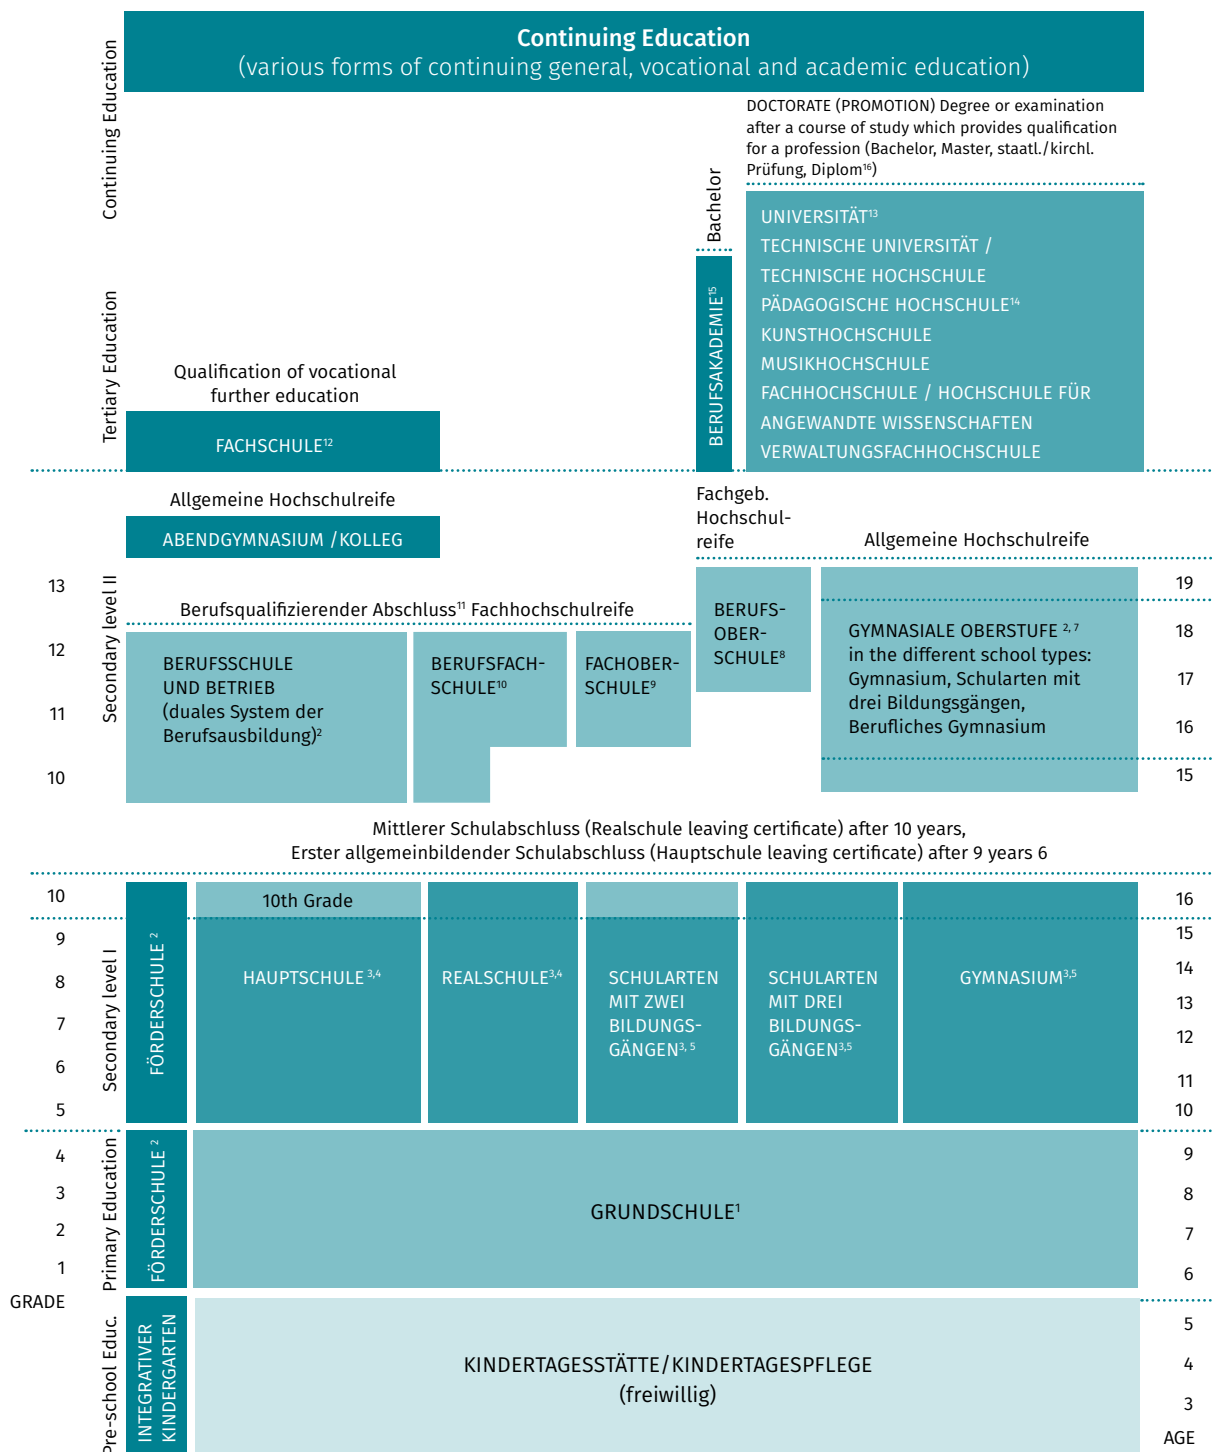 Continuing Education
(various forms of continuing general, vocational and academic education)
Continuing Education
DOCTORATE (PROMOTION) Degree or examination
after a course of study which provides qualification
for a profession (Bachelor, Master, staatl./kirchl.
Prüfung, Diplom¹⁶)
Bachelor
UNIVERSITÄT¹³
TECHNISCHE UNIVERSITÄT /
TECHNISCHE HOCHSCHULE
PÄDAGOGISCHE HOCHSCHULE¹⁴
KUNSTHOCHSCHULE
MUSIKHOCHSCHULE
FACHHOCHSCHULE / HOCHSCHULE FÜR
ANGEWANDTE WISSENSCHAFTEN
VERWALTUNGSFACHHOCHSCHULE
BERUFSAKADEMIE¹⁵
Tertiary Education
Qualification of vocational
further education
FACHSCHULE¹²
Allgemeine Hochschulreife
ABENDGYMNASIUM / KOLLEG
Fachgeb.
Hochschul-
reife
Allgemeine Hochschulreife
Secondary level II
13
12
11
10
Berufsqualifizierender Abschluss¹¹ Fachhochschulreife
BERUFSSCHULE
UND BETRIEB
(duales System der
Berufsausbildung)²
BERUFSFACH-
SCHULE¹⁰
FACHOBER-
SCHULE⁹
BERUFS-
OBER-
SCHULE⁸
GYMNASIALE OBERSTUFE ²,⁷
in the different school types:
Gymnasium, Schularten mit
drei Bildungsgängen,
Berufliches Gymnasium
19
18
17
16
15
Mittlerer Schulabschluss (Realschule leaving certificate) after 10 years,
Erster allgemeinbildender Schulabschluss (Hauptschule leaving certificate) after 9 years 6
10
9
8
7
6
5
Secondary level I
FÖRDERSCHULE ²
10th Grade
HAUPTSCHULE ³,⁴
REALSCHULE³,⁴
SCHULARTEN
MIT ZWEI
BILDUNGS-
GÄNGEN³,⁵
SCHULARTEN
MIT DREI
BILDUNGS-
GÄNGEN³,⁵
GYMNASIUM³,⁵
16
15
14
13
12
11
10
4
3
2
1
GRADE
Primary Education
FÖRDERSCHULE ²
GRUNDSCHULE¹
9
8
7
6
Pre-school Educ.
INTEGRATIVER
KINDERGARTEN
KINDERTAGESSTÄTTE/KINDERTAGESPFLEGE
(freiwillig)
5
4
3
AGE